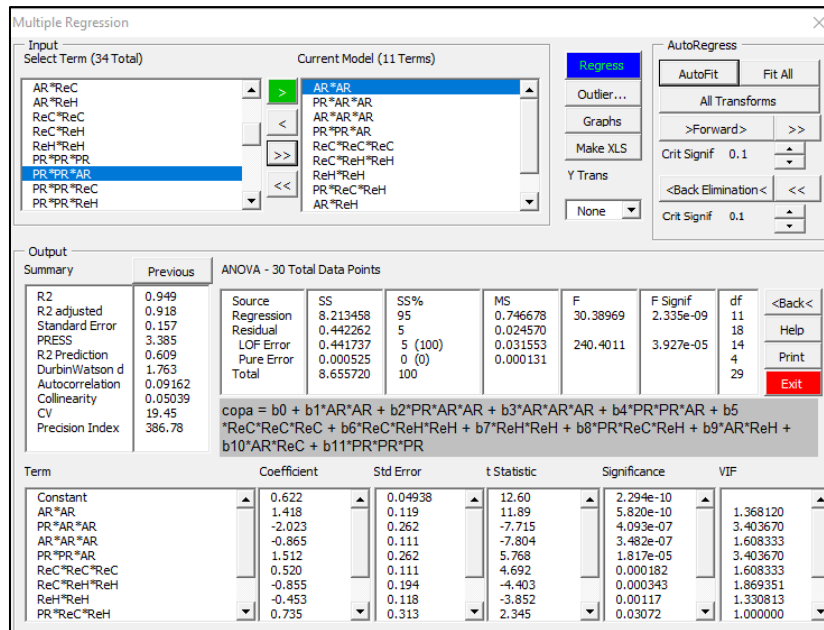 Multiple Regression
Input
Select Term (34 Total)
Current Model (11 Terms)
AR*ReC
AR*ReH
ReC*ReC
ReC*ReH
ReH*ReH
PR*PR*PR
PR*PR*AR
PR*PR*ReC
PR*PR*ReH
>
<
>>
<<
AR*AR
PR*AR*AR
AR*AR*AR
PR*PR*AR
ReC*ReC*ReC
ReC*ReH*ReH
ReH*ReH
PR*ReC*ReH
AR*ReH
Regress
Outlier...
Graphs
Make XLS
Y Trans
None
AutoRegress
AutoFit Fit All
All Transforms
>Forward> >>
Crit Signif 0.1
<Back Elimination< <<
Crit Signif 0.1
Output
Summary Previous ANOVA - 30 Total Data Points
R2 0.949
R2 adjusted 0.918
Standard Error 0.157
PRESS 3.385
R2 Prediction 0.609
DurbinWatson d 1.763
Autocorrelation 0.09162
Collinearity 0.05039
CV 19.45
Precision Index 386.78
Source SS SS% MS F F Signif df
Regression 8.213458 95 0.746678 30.38969 2.335e-09 11
Residual 0.442262 5 0.024570 18
LOF Error 0.441737 5 (100) 0.031553 240.4011 3.927e-05 14
Pure Error 0.000525 0 (0) 0.000131 4
Total 8.655720 100 29
<Back<
Help
Print
Exit
copa = b0 + b1*AR*AR + b2*PR*AR*AR + b3*AR*AR*AR + b4*PR*PR*AR + b5
*ReC*ReC*ReC + b6*ReC*ReH*ReH + b7*ReH*ReH + b8*PR*ReC*ReH + b9*AR*ReH +
b10*AR*ReC + b11*PR*PR*PR
Term Coefficient Std Error t Statistic Significance VIF
Constant 0.622 0.04938 12.60 2.294e-10
AR*AR 1.418 0.119 11.89 5.820e-10 1.368120
PR*AR*AR -2.023 0.262 -7.715 4.093e-07 3.403670
AR*AR*AR -0.865 0.111 -7.804 3.482e-07 1.608333
PR*PR*AR 1.512 0.262 5.768 1.817e-05 3.403670
ReC*ReC*ReC 0.520 0.111 4.692 0.000182 1.608333
ReC*ReH*ReH -0.855 0.194 -4.403 0.000343 1.869351
ReH*ReH -0.453 0.118 -3.852 0.00117 1.330813
PR*ReC*ReH 0.735 0.313 2.345 0.03072 1.000000